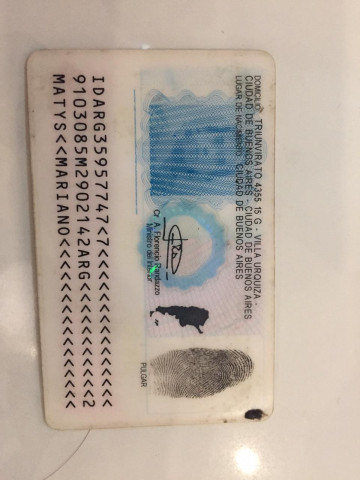 DOMICILIO: TRIUNVIRATO 4355 15 G - VILLA URQUIZA -
CIUDAD DE BUENOS AIRES - CIUDAD DE BUENOS AIRES
LUGAR DE NACIMIENTO: CIUDAD DE BUENOS AIRES
Cr. A. Florencio Randazzo
Ministro del Interior
PULGAR
IDARG35957747<7<<<<<<<<<<<<<<<
9103085M2902142ARG<<<<<<<<<<<2
MATYS<<MARIANO<<<<<<<<<<<<<<<<